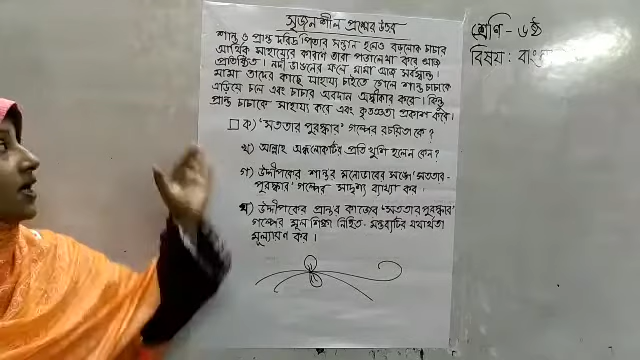 সৃজনশীল প্রশ্নের উত্তর
শান্ত ও প্রান্ত দরিদ্র পিতার সন্তান হলেও বড়লোক চাচার
আর্থিক সাহায্যের কারণে তারা পড়ালেখা করে আজ
প্রতিষ্ঠিত। নদী ভাঙনের ফলে মামা আজ সর্বস্বান্ত।
মামা তাদের কাছে সাহায্য চাইতে গেলে শান্ত চাচাকে
এড়িয়ে চলে এবং চাচার অবদান অস্বীকার করে। কিন্তু
প্রান্ত চাচাকে সাহায্য করে এবং কৃতজ্ঞতা প্রকাশ করে।
ক) 'সততার পুরস্কার' গল্পের রচয়িতা কে?
খ) আল্লাহ অন্ধলোকটির প্রতি খুশি হলেন কেন?
গ) উদ্দীপকের শান্তর মনোভাবের সঙ্গে 'সততার-
পুরস্কার' গল্পের সাদৃশ্য ব্যাখ্যা কর।
ঘ) উদ্দীপকের প্রান্তর কাজের 'সততার পুরস্কার'
গল্পের মূল শিক্ষা নিহিত- মন্তব্যটির যথার্থতা
মূল্যায়ণ কর।
শ্রেণি - ৬ষ্ঠ
বিষয়: বাংলা